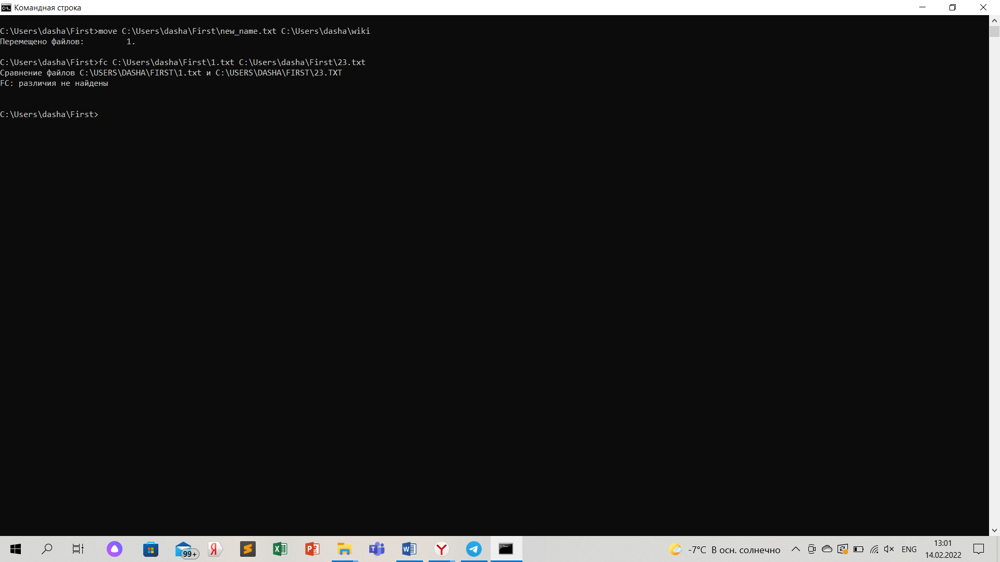 Командная строка
C:\Users\dasha\First>move C:\Users\dasha\First\new_name.txt C:\Users\dasha\wiki
Перемещено файлов:         1.
C:\Users\dasha\First>fc C:\Users\dasha\First\1.txt C:\Users\dasha\First\23.txt
Сравнение файлов C:\USERS\DASHA\FIRST\1.txt и C:\USERS\DASHA\FIRST\23.TXT
FC: различия не найдены
C:\Users\dasha\First>
99+
-7°C В осн. солнечно
ENG
13:01
14.02.2022